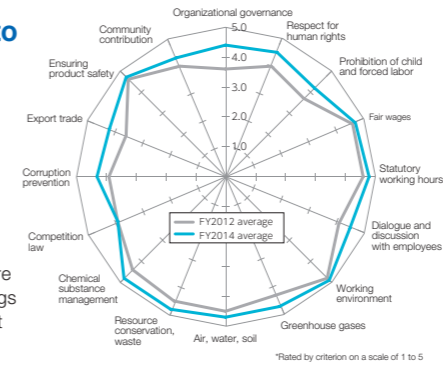 to
re
gs
t
Organizational governance
Respect for
human rights
Prohibition of child
and forced labor
Fair wages
Statutory
working hours
Dialogue and
discussion
with employees
Working
environment
Greenhouse gases
Air, water, soil
Resource
conservation,
waste
Chemical
substance
management
Competition
law
Corruption
prevention
Export trade
Ensuring
product safety
Community
contribution
5.0
4.0
3.0
2.0
1.0
FY2012 average
FY2014 average
*Rated by criterion on a scale of 1 to 5